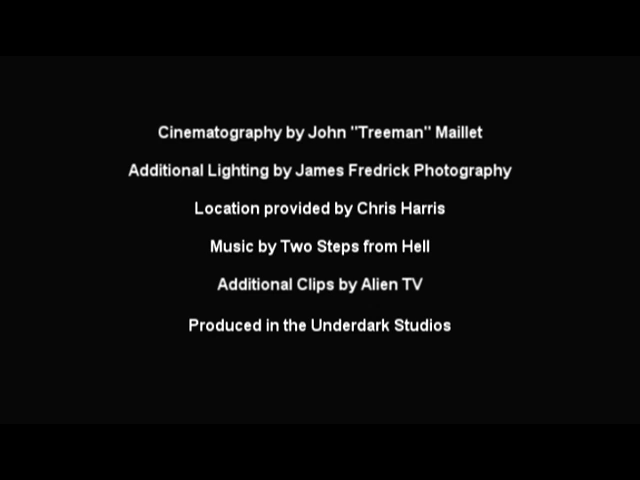 Cinematography by John "Treeman" Maillet
Additional Lighting by James Fredrick Photography
Location provided by Chris Harris
Music by Two Steps from Hell
Additional Clips by Alien TV
Produced in the Underdark Studios